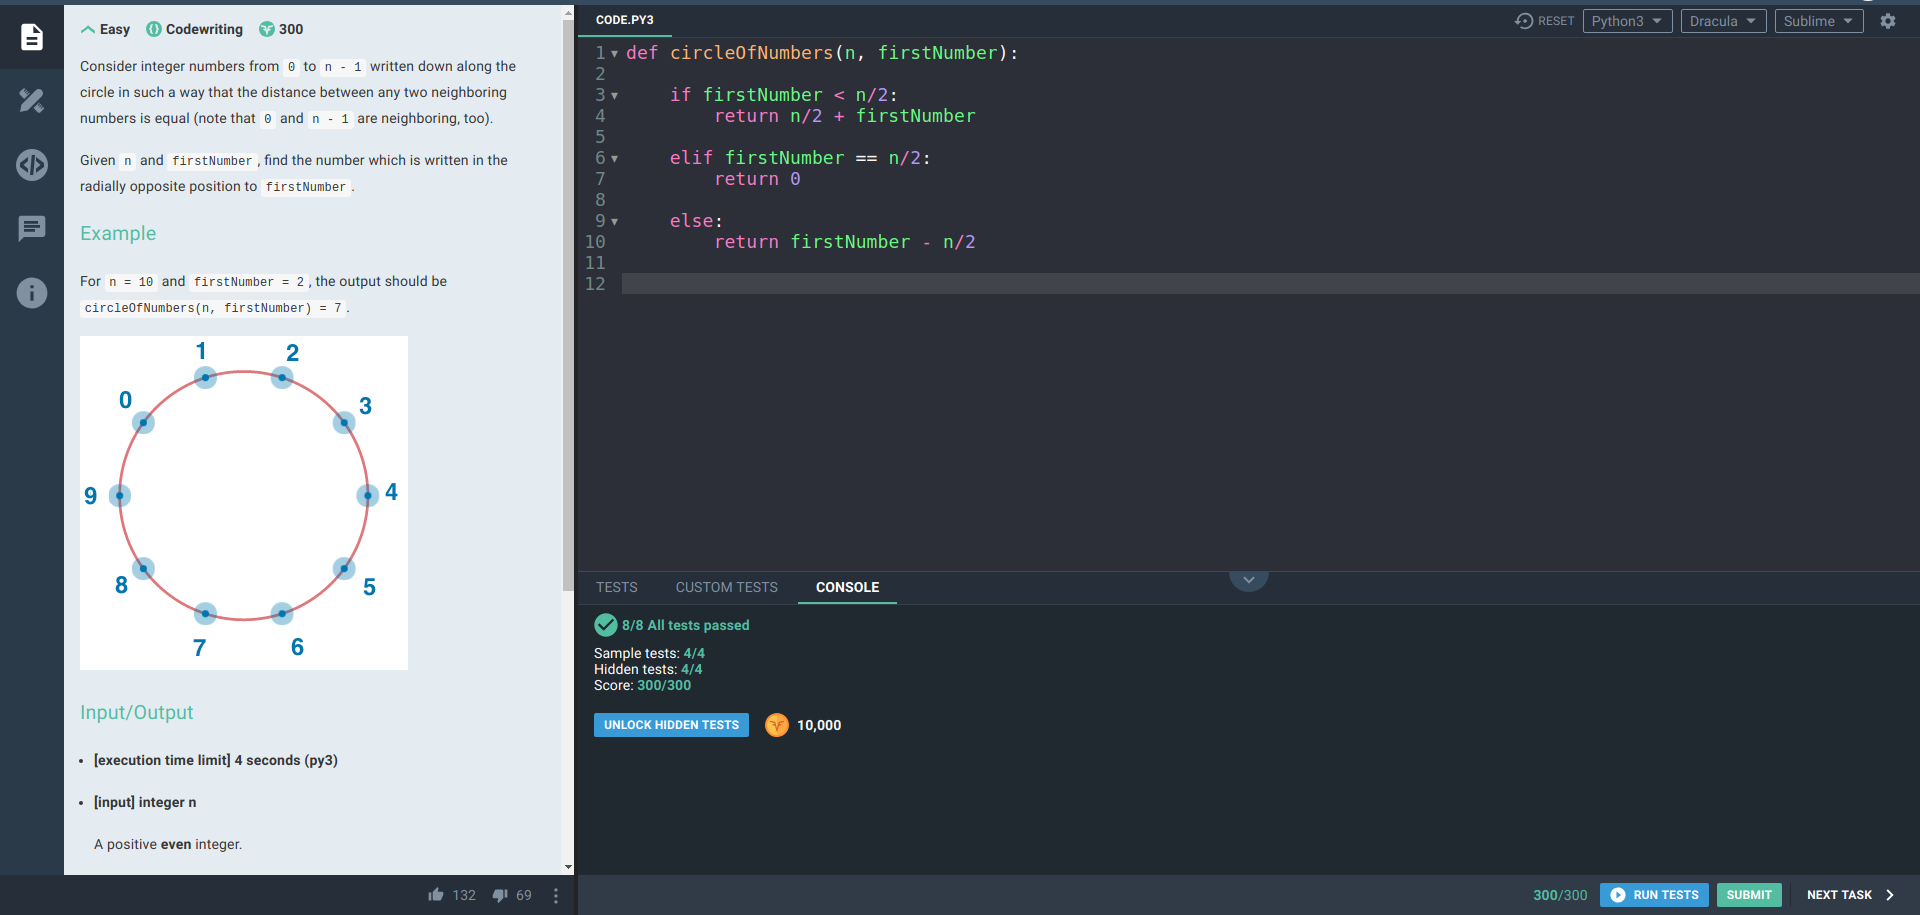 Easy Codewriting 300
Consider integer numbers from 0 to n - 1 written down along the
circle in such a way that the distance between any two neighboring
numbers is equal (note that 0 and n - 1 are neighboring, too).
Given n and firstNumber, find the number which is written in the
radially opposite position to firstNumber.
Example
For n = 10 and firstNumber = 2, the output should be
circleOfNumbers(n, firstNumber) = 7.
1
2
0
3
9
4
8
5
7
6
Input/Output
• [execution time limit] 4 seconds (py3)
• [input] integer n
A positive even integer.
132 69
CODE.PY3
RESET Python3 Dracula Sublime
1 def circleOfNumbers(n, firstNumber):
2
3     if firstNumber < n/2:
4         return n/2 + firstNumber
5
6     elif firstNumber == n/2:
7         return 0
8
9     else:
10         return firstNumber - n/2
11
12
TESTS CUSTOM TESTS CONSOLE
8/8 All tests passed
Sample tests: 4/4
Hidden tests: 4/4
Score: 300/300
UNLOCK HIDDEN TESTS 10,000
300/300 RUN TESTS SUBMIT NEXT TASK